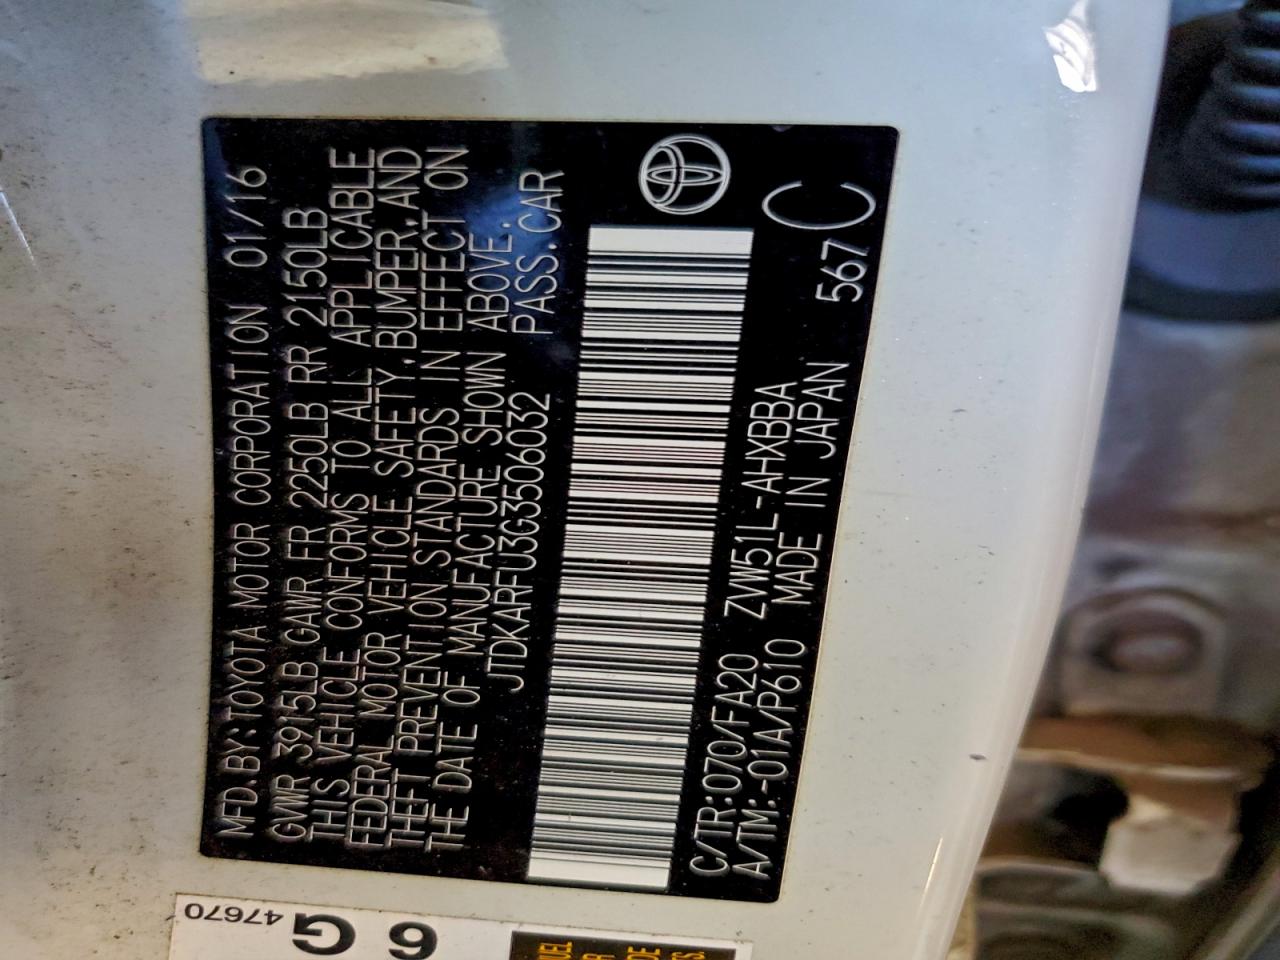 MFD. BY: TOYOTA MOTOR CORPORATION 01/16
GVWR 3915LB GAWR FR 2250LB RR 2150LB
THIS VEHICLE CONFORMS TO ALL APPLICABLE
FEDERAL MOTOR VEHICLE SAFETY, BUMPER, AND
THEFT PREVENTION STANDARDS IN EFFECT ON
THE DATE OF MANUFACTURE SHOWN ABOVE.
JTDKARFU3G3506032 PASS. CAR
C/TR:070/FA20 ZVW51L-AHXBBA C
A/TM:-01A/P610 MADE IN JAPAN 567
47670
6 G